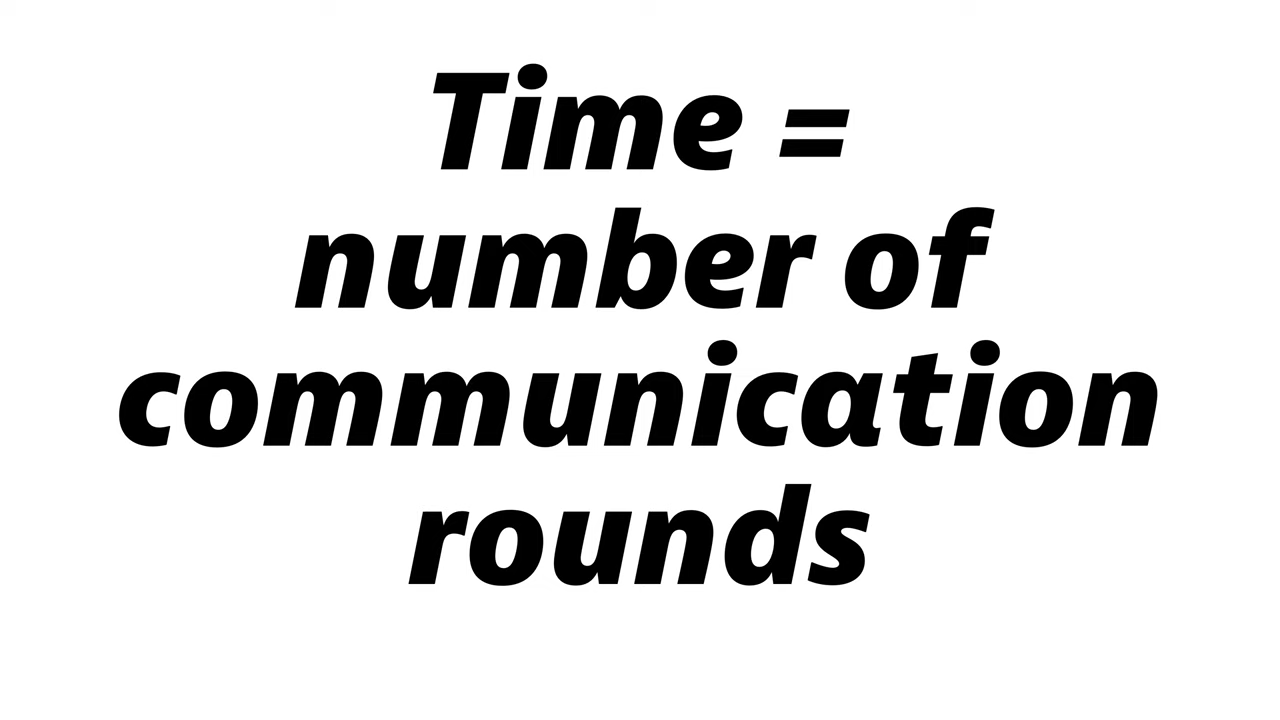 Time =
number of
communication
rounds